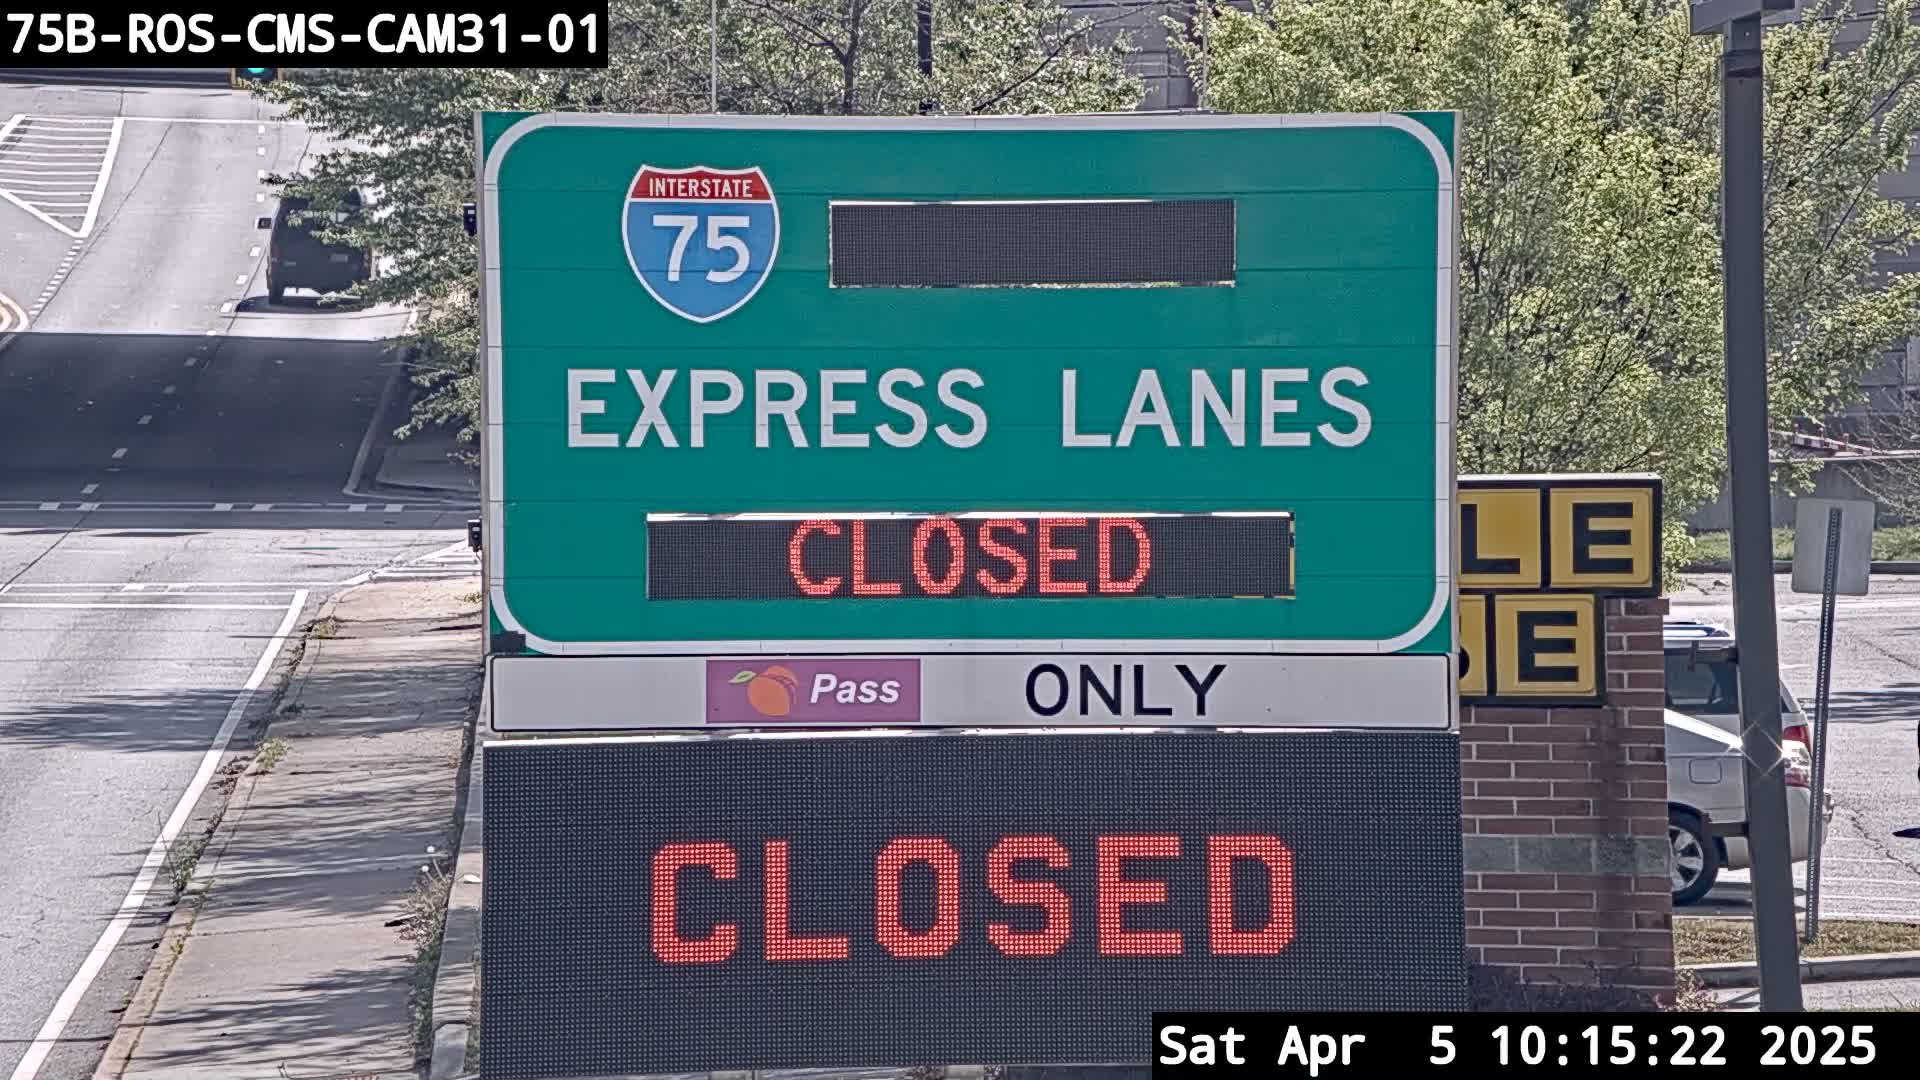 75B-ROS-CMS-CAM31-01
INTERSTATE
75
EXPRESS LANES
CLOSED
Pass ONLY
CLOSED
LE
E
Sat Apr 5 10:15:22 2025